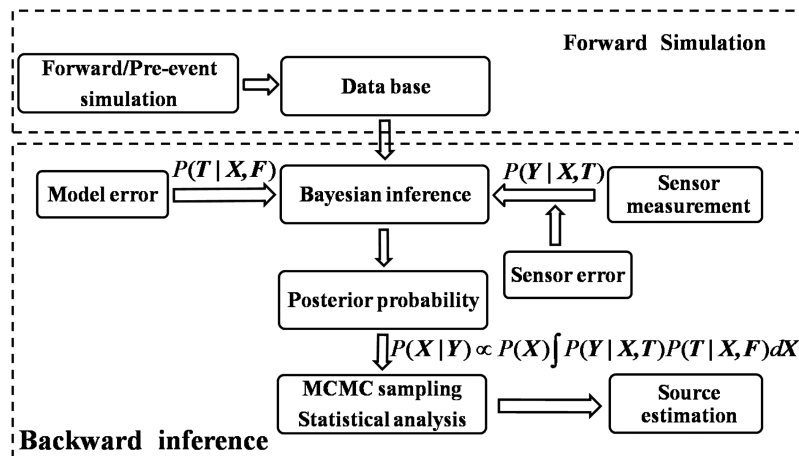 Forward Simulation
Forward/Pre-event
simulation
Data base
Model error
P(T | X,F)
Bayesian inference
P(Y | X,T)
Sensor
measurement
Sensor error
Posterior probability
P(X | Y) ∝ P(X)∫P(Y | X,T)P(T | X,F)dX
MCMC sampling
Statistical analysis
Source
estimation
Backward inference